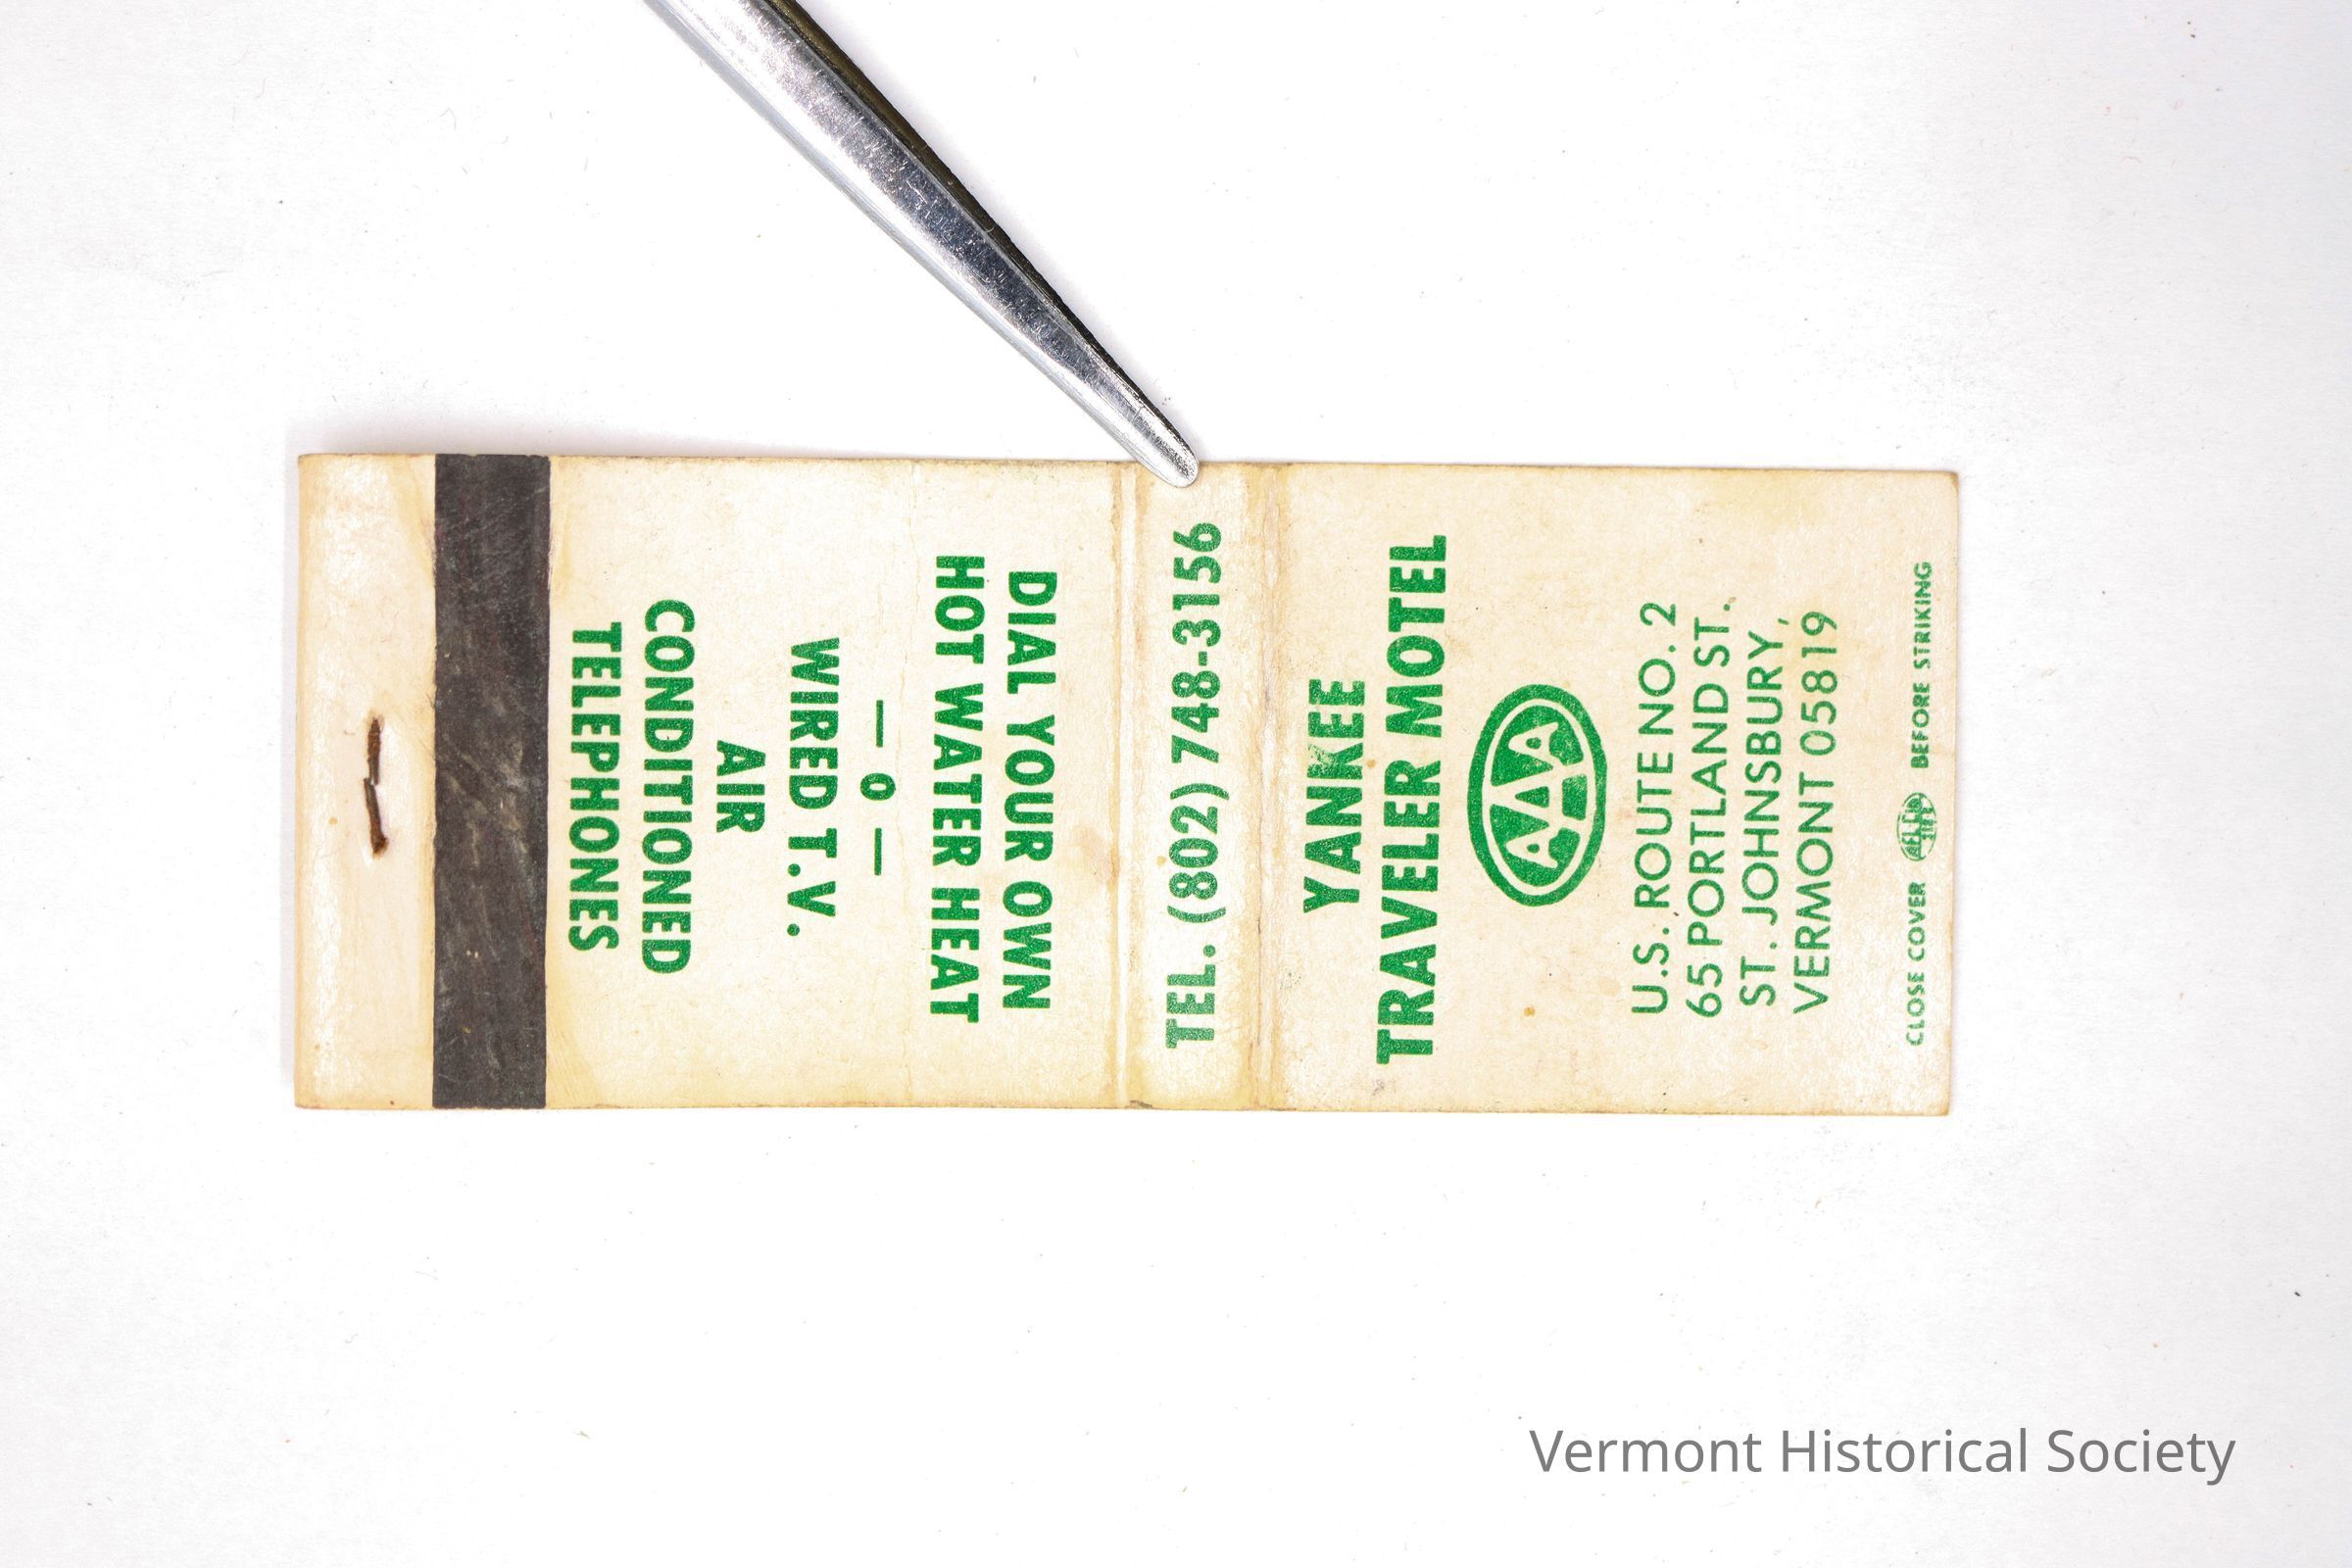 YANKEE
TRAVELER MOTEL
AAA
U.S. ROUTE NO. 2
65 PORTLAND ST.
ST. JOHNSBURY,
VERMONT 05819
CLOSE COVER BEFORE STRIKING
TEL. (802) 748-3156
DIAL YOUR OWN
HOT WATER HEAT
— O —
WIRED T.V.
AIR
CONDITIONED
TELEPHONES
Vermont Historical Society